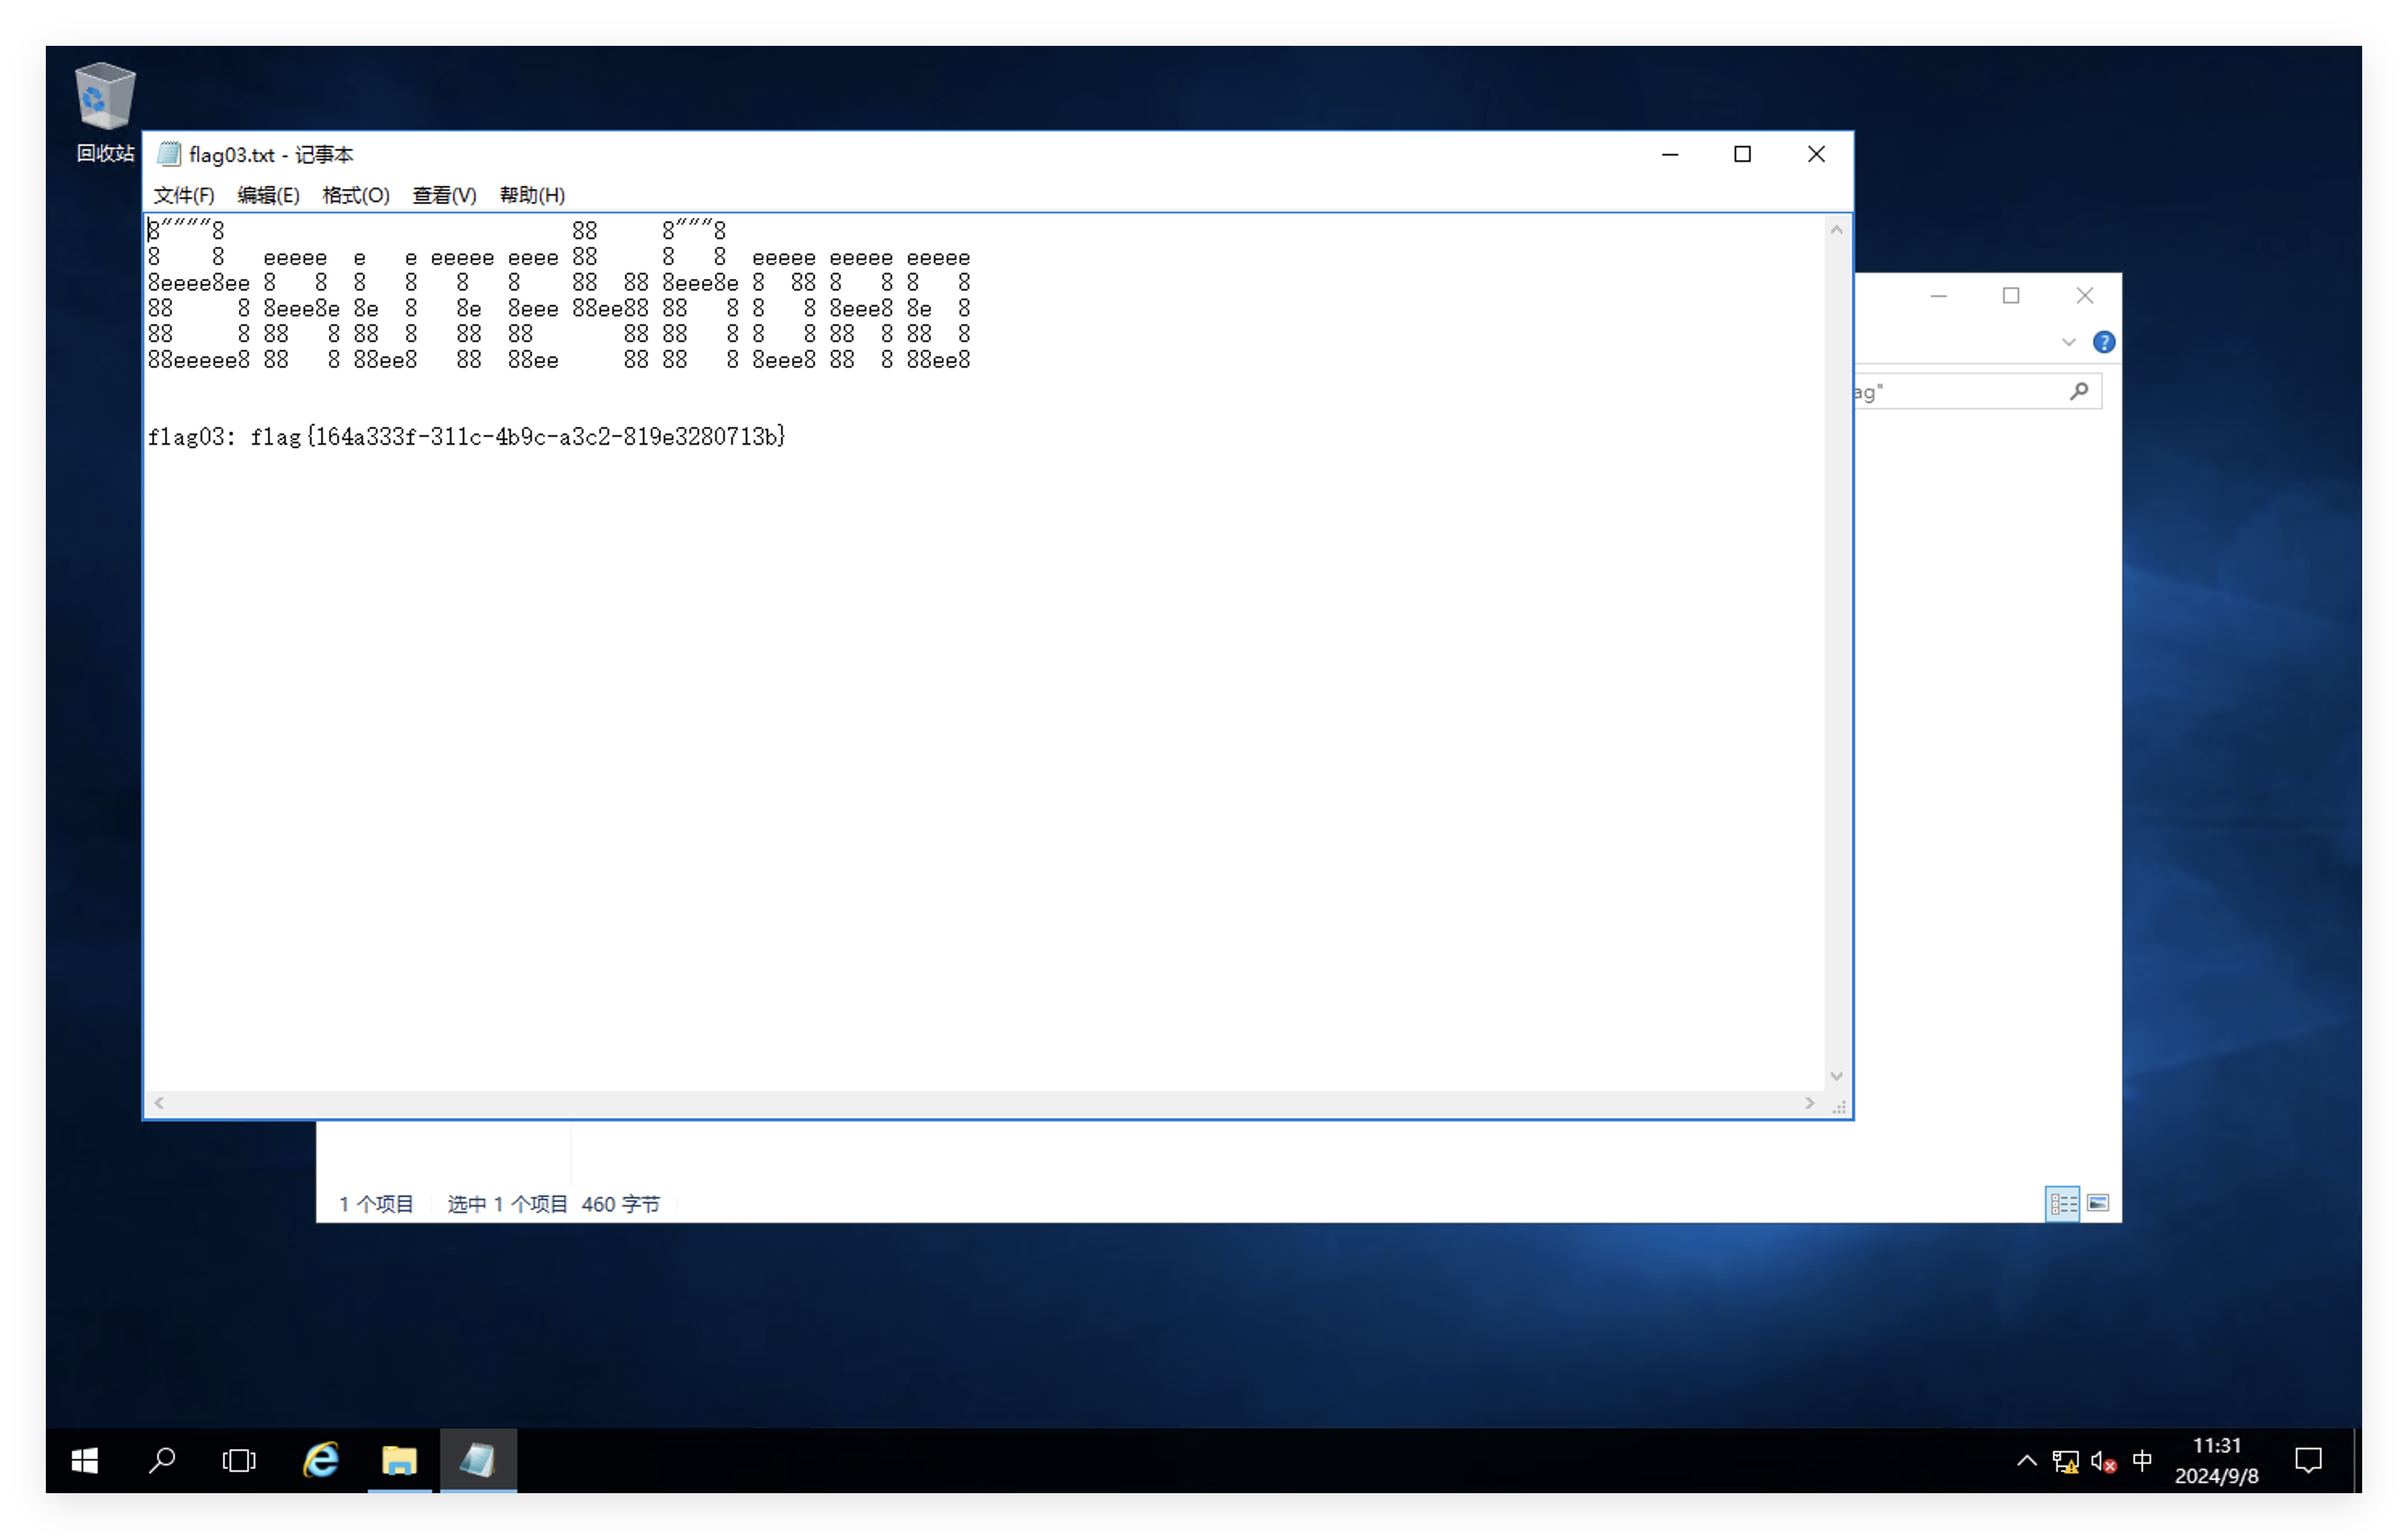 回收站
flag03.txt - 记事本
文件(F) 编辑(E) 格式(O) 查看(V) 帮助(H)
8""""8                           88     8"""8
8    8   eeeee  e   e eeeee eeee 88     8   8  eeeee eeeee eeeee
8eeee8ee 8   8  8   8   8   8    88  88 8eee8e 8  88 8   8 8   8
88     8 8eee8e 8e  8   8e  8eee 88ee88 88   8 8   8 8eee8 8e  8
88     8 88   8 88  8   88  88       88 88   8 8   8 88  8 88  8
88eeeee8 88   8 88ee8   88  88ee     88 88   8 8eee8 88  8 88ee8
flag03: flag{164a333f-311c-4b9c-a3c2-819e3280713b}
ag"
1 个项目 选中 1 个项目 460 字节
中
11:31
2024/9/8